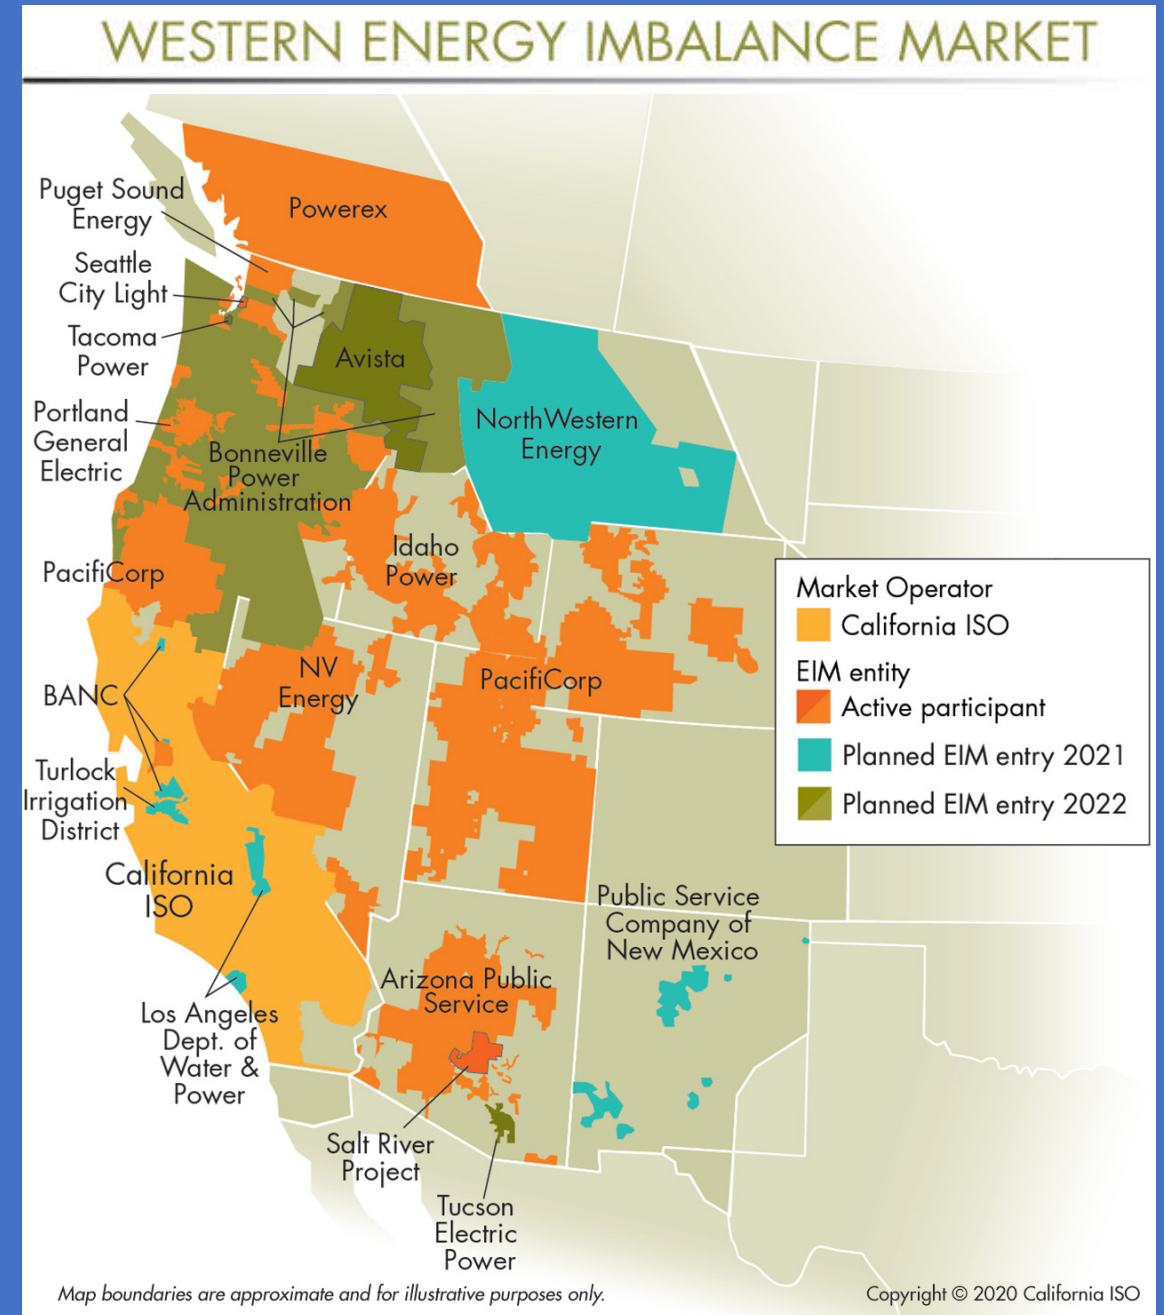 WESTERN ENERGY IMBALANCE MARKET
Puget Sound
Energy
Powerex
Seattle
City Light
Tacoma
Power
Avista
Portland
General
Electric
NorthWestern
Energy
Bonneville
Power
Administration
Idaho
Power
PacifiCorp
Market Operator
California ISO
EIM entity
Active participant
Planned EIM entry 2021
Planned EIM entry 2022
NV
Energy
PacifiCorp
BANC
Turlock
Irrigation
District
California
ISO
Public Service
Company of
New Mexico
Arizona Public
Service
Los Angeles
Dept. of
Water &
Power
Salt River
Project
Tucson
Electric
Power
Map boundaries are approximate and for illustrative purposes only.
Copyright © 2020 California ISO